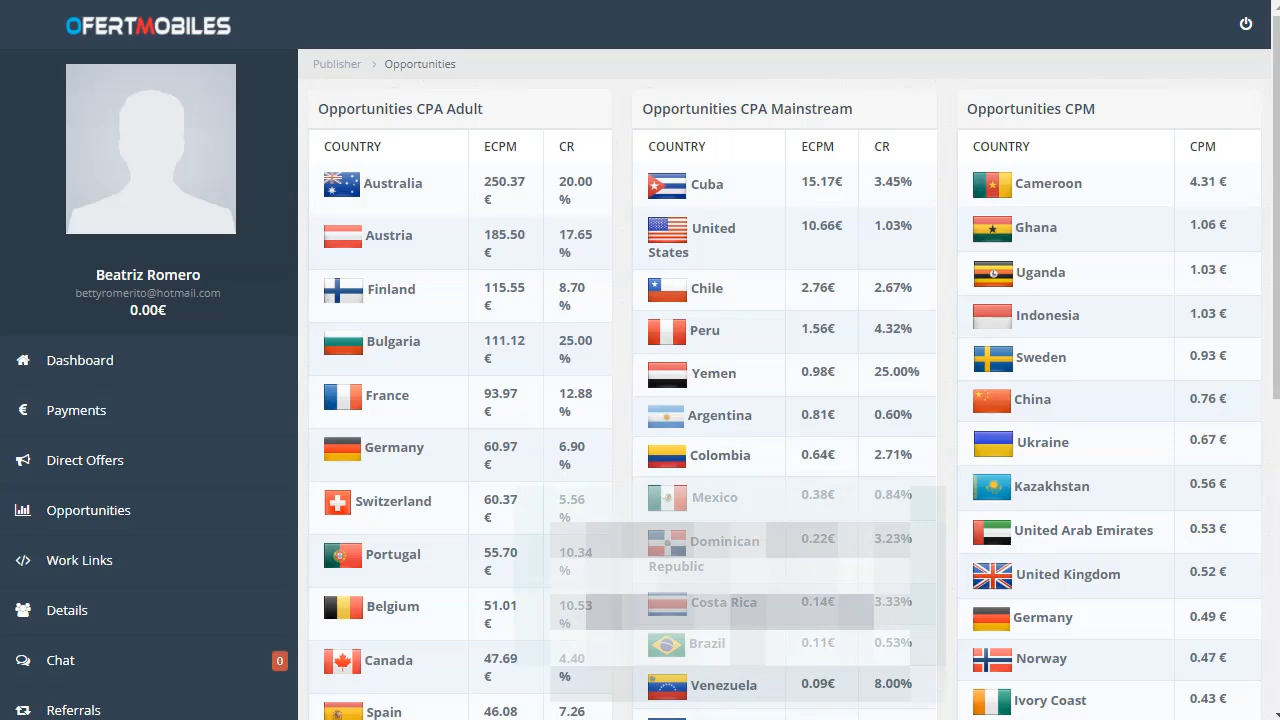 OFERTMOBILES
Beatriz Romero
bettyromerito@hotmail.com
0.00€
Dashboard
€ Payments
Direct Offers
Opportunities
Work Links
Details
Chat 0
Referrals
Publisher > Opportunities
Opportunities CPA Adult
COUNTRY ECPM CR
Australia 250.37 20.00
€ %
Austria 185.50 17.65
€ %
Finland 115.55 8.70
€ %
Bulgaria 111.12 25.00
€ %
France 93.97 12.88
€ %
Germany 60.97 6.90
€ %
Switzerland 60.37 5.56
€ %
Portugal 55.70 10.34
€ %
Belgium 51.01 10.53
€ %
Canada 47.69 4.40
€ %
Spain 46.08 7.26
Opportunities CPA Mainstream
COUNTRY ECPM CR
Cuba 15.17€ 3.45%
United 10.66€ 1.03%
States
Chile 2.76€ 2.67%
Peru 1.56€ 4.32%
Yemen 0.98€ 25.00%
Argentina 0.81€ 0.60%
Colombia 0.64€ 2.71%
Mexico 0.38€ 0.84%
Dominican 0.22€ 3.23%
Republic
Costa Rica 0.14€ 3.33%
Brazil 0.11€ 0.53%
Venezuela 0.09€ 8.00%
Opportunities CPM
COUNTRY CPM
Cameroon 4.31 €
Ghana 1.06 €
Uganda 1.03 €
Indonesia 1.03 €
Sweden 0.93 €
China 0.76 €
Ukraine 0.67 €
Kazakhstan 0.56 €
United Arab Emirates 0.53 €
United Kingdom 0.52 €
Germany 0.49 €
Norway 0.47 €
Ivory Coast 0.43 €